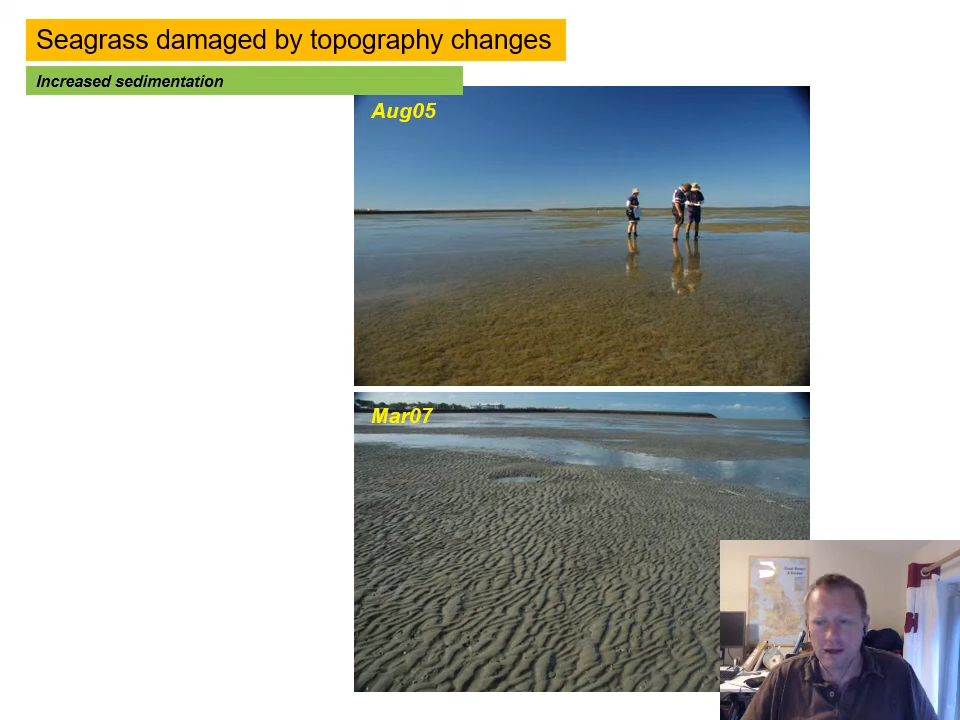 Seagrass damaged by topography changes
Increased sedimentation
Aug05
Mar07